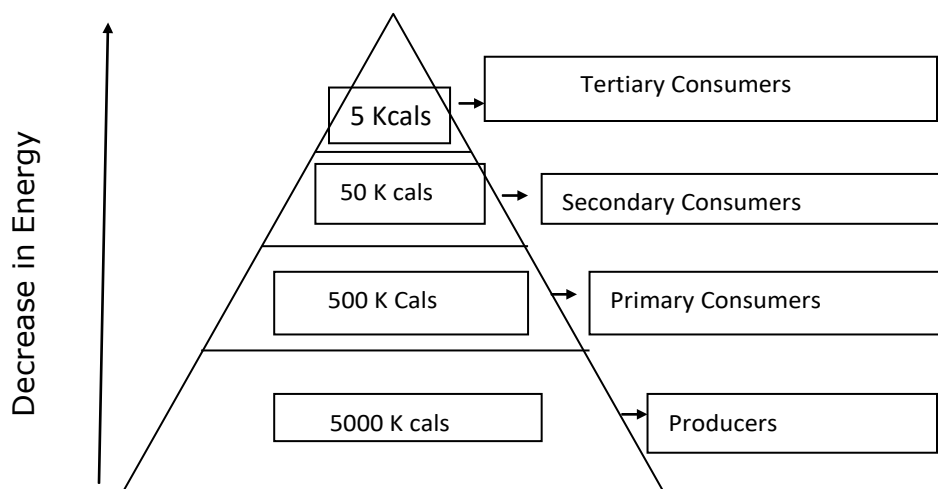 Decrease in Energy
5 Kcals
Tertiary Consumers
50 K cals
Secondary Consumers
500 K Cals
Primary Consumers
5000 K cals
Producers